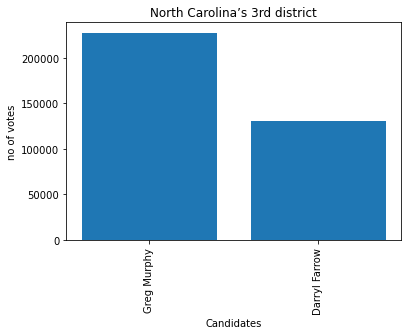 North Carolina’s 3rd district
no of votes
200000
150000
100000
50000
0
Greg Murphy
Darryl Farrow
Candidates